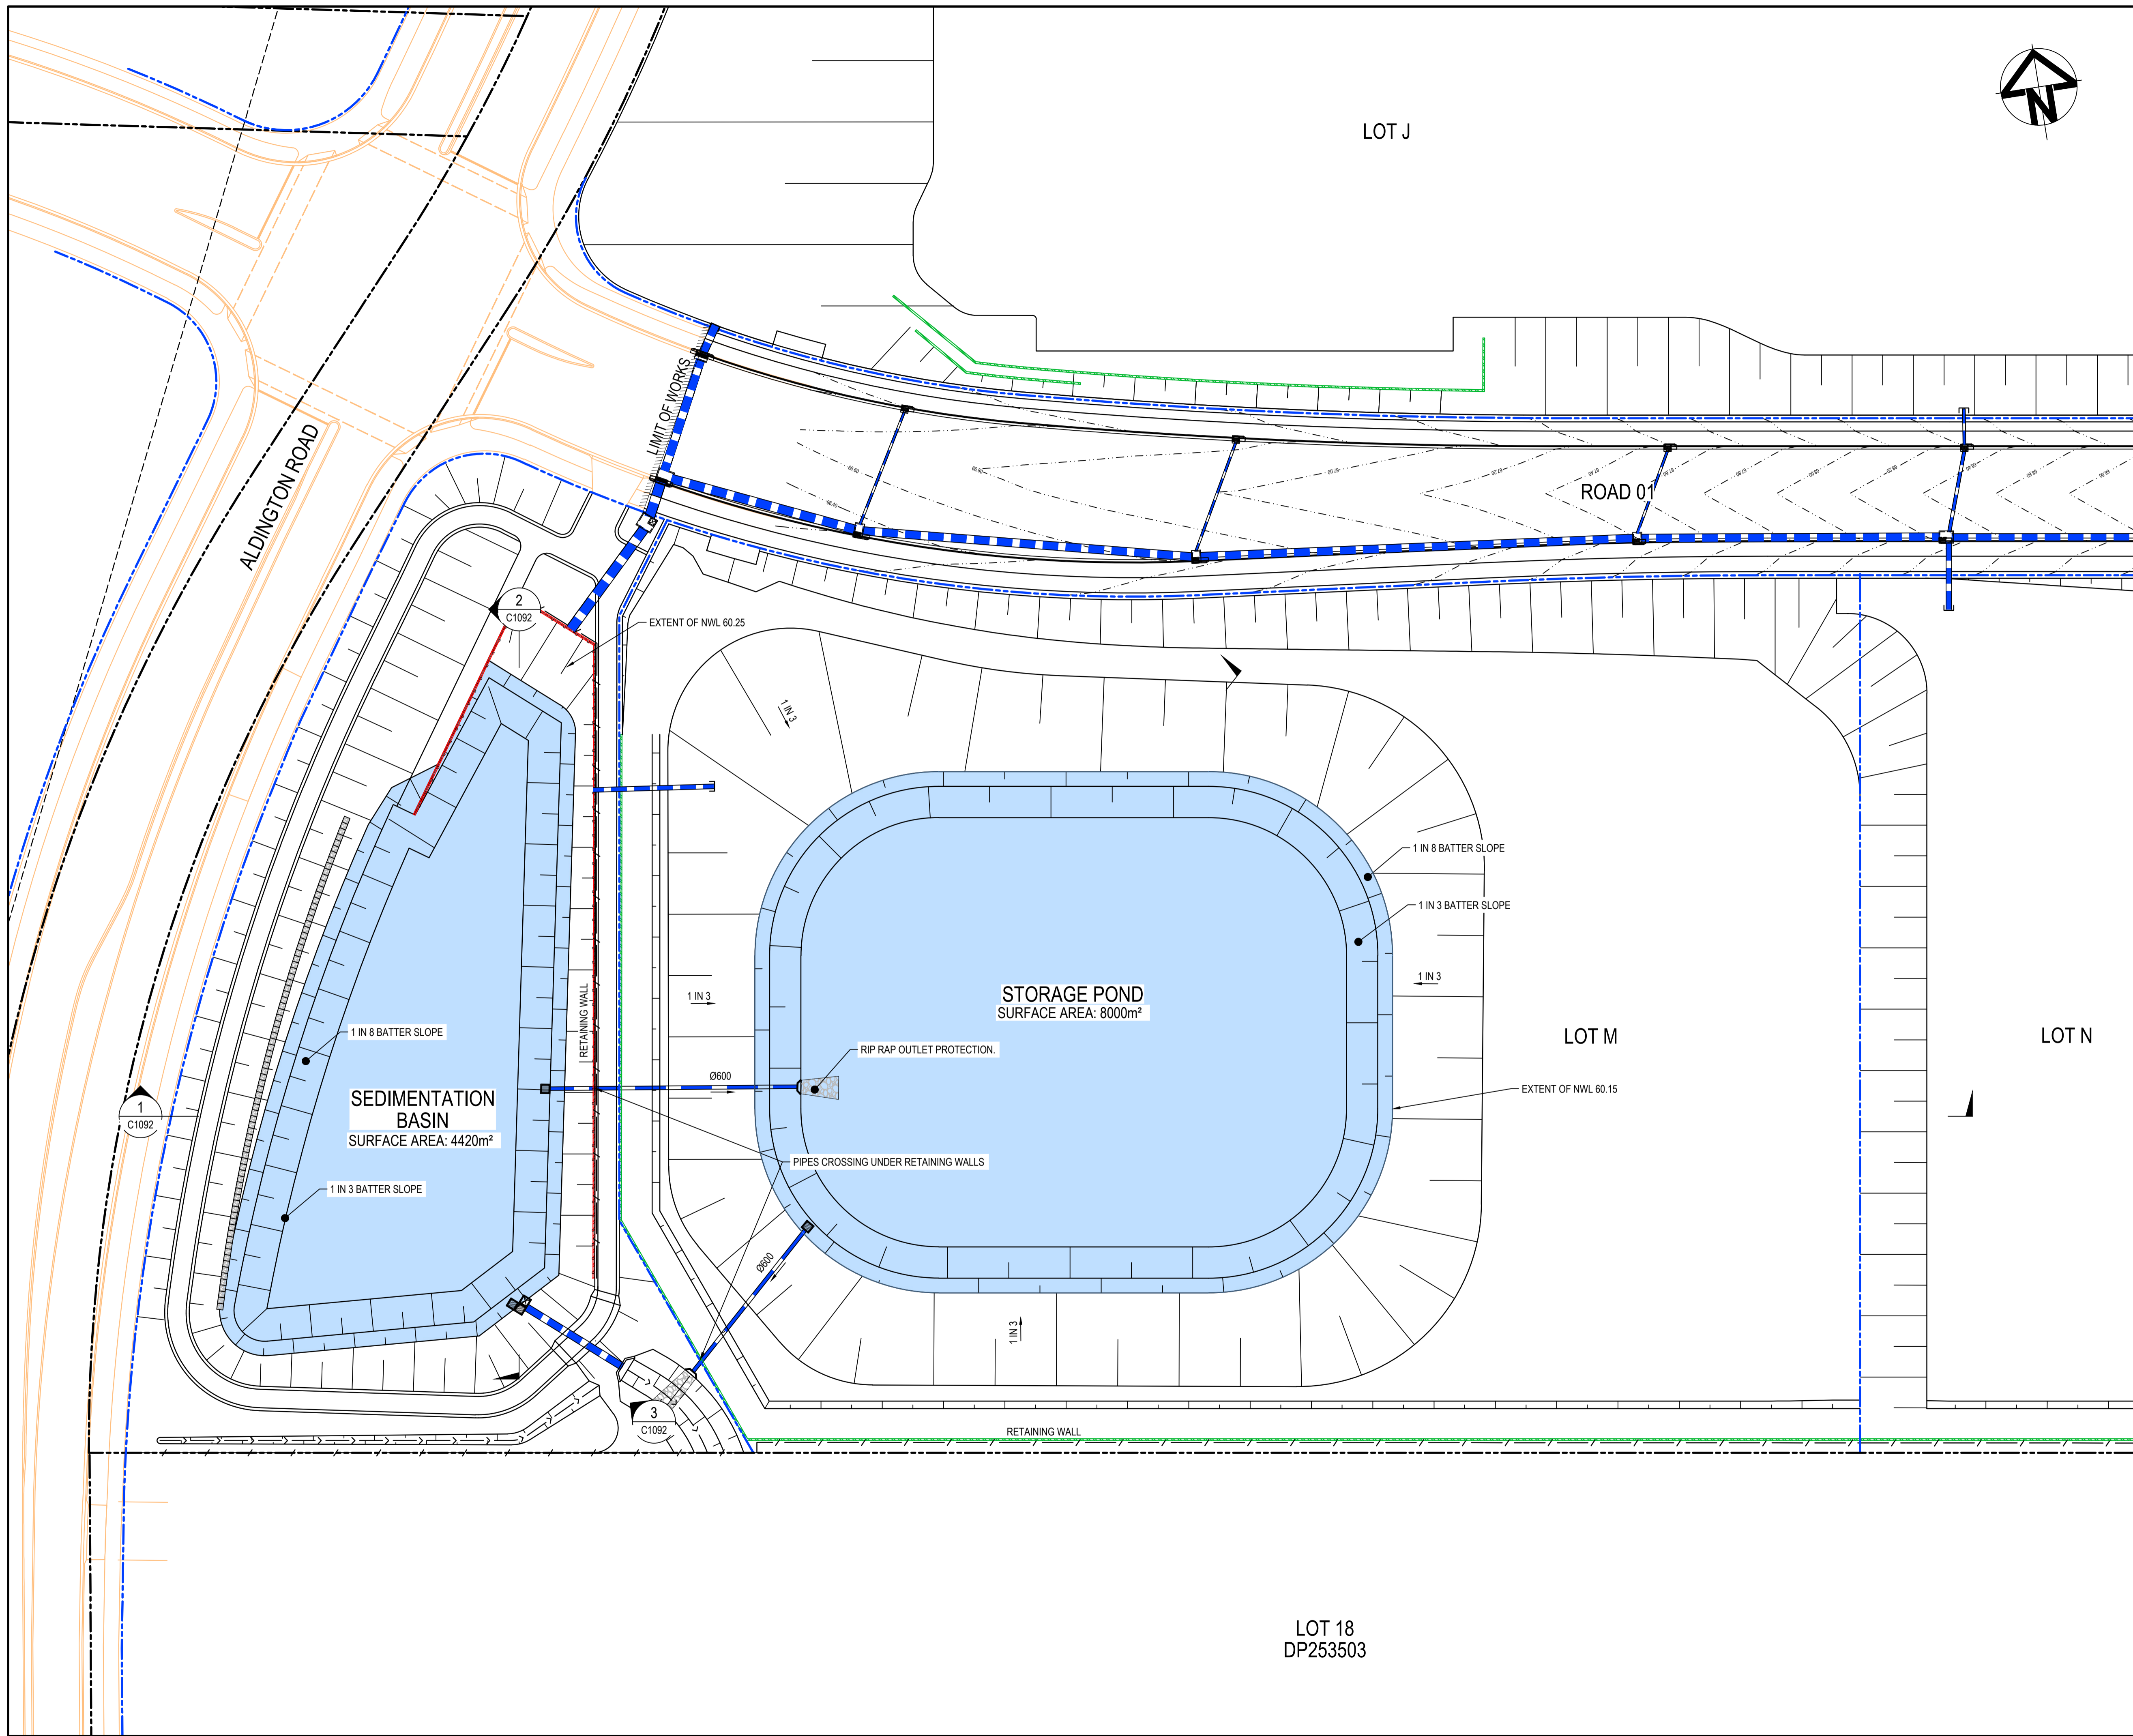 N
LOT J
LIMIT OF WORKS
ALDINGTON ROAD
ROAD 01
2
C1092
EXTENT OF NWL 60.25
1 IN 3
1 IN 8 BATTER SLOPE
1 IN 3 BATTER SLOPE
1 IN 3
1 IN 3
STORAGE POND
SURFACE AREA: 8000m²
RETAINING WALL
1 IN 8 BATTER SLOPE
RIP RAP OUTLET PROTECTION.
LOT M
LOT N
Ø600
EXTENT OF NWL 60.15
SEDIMENTATION
BASIN
SURFACE AREA: 4420m²
1
C1092
PIPES CROSSING UNDER RETAINING WALLS
1 IN 3 BATTER SLOPE
Ø600
1 IN 3
3
C1092
RETAINING WALL
LOT 18
DP253503